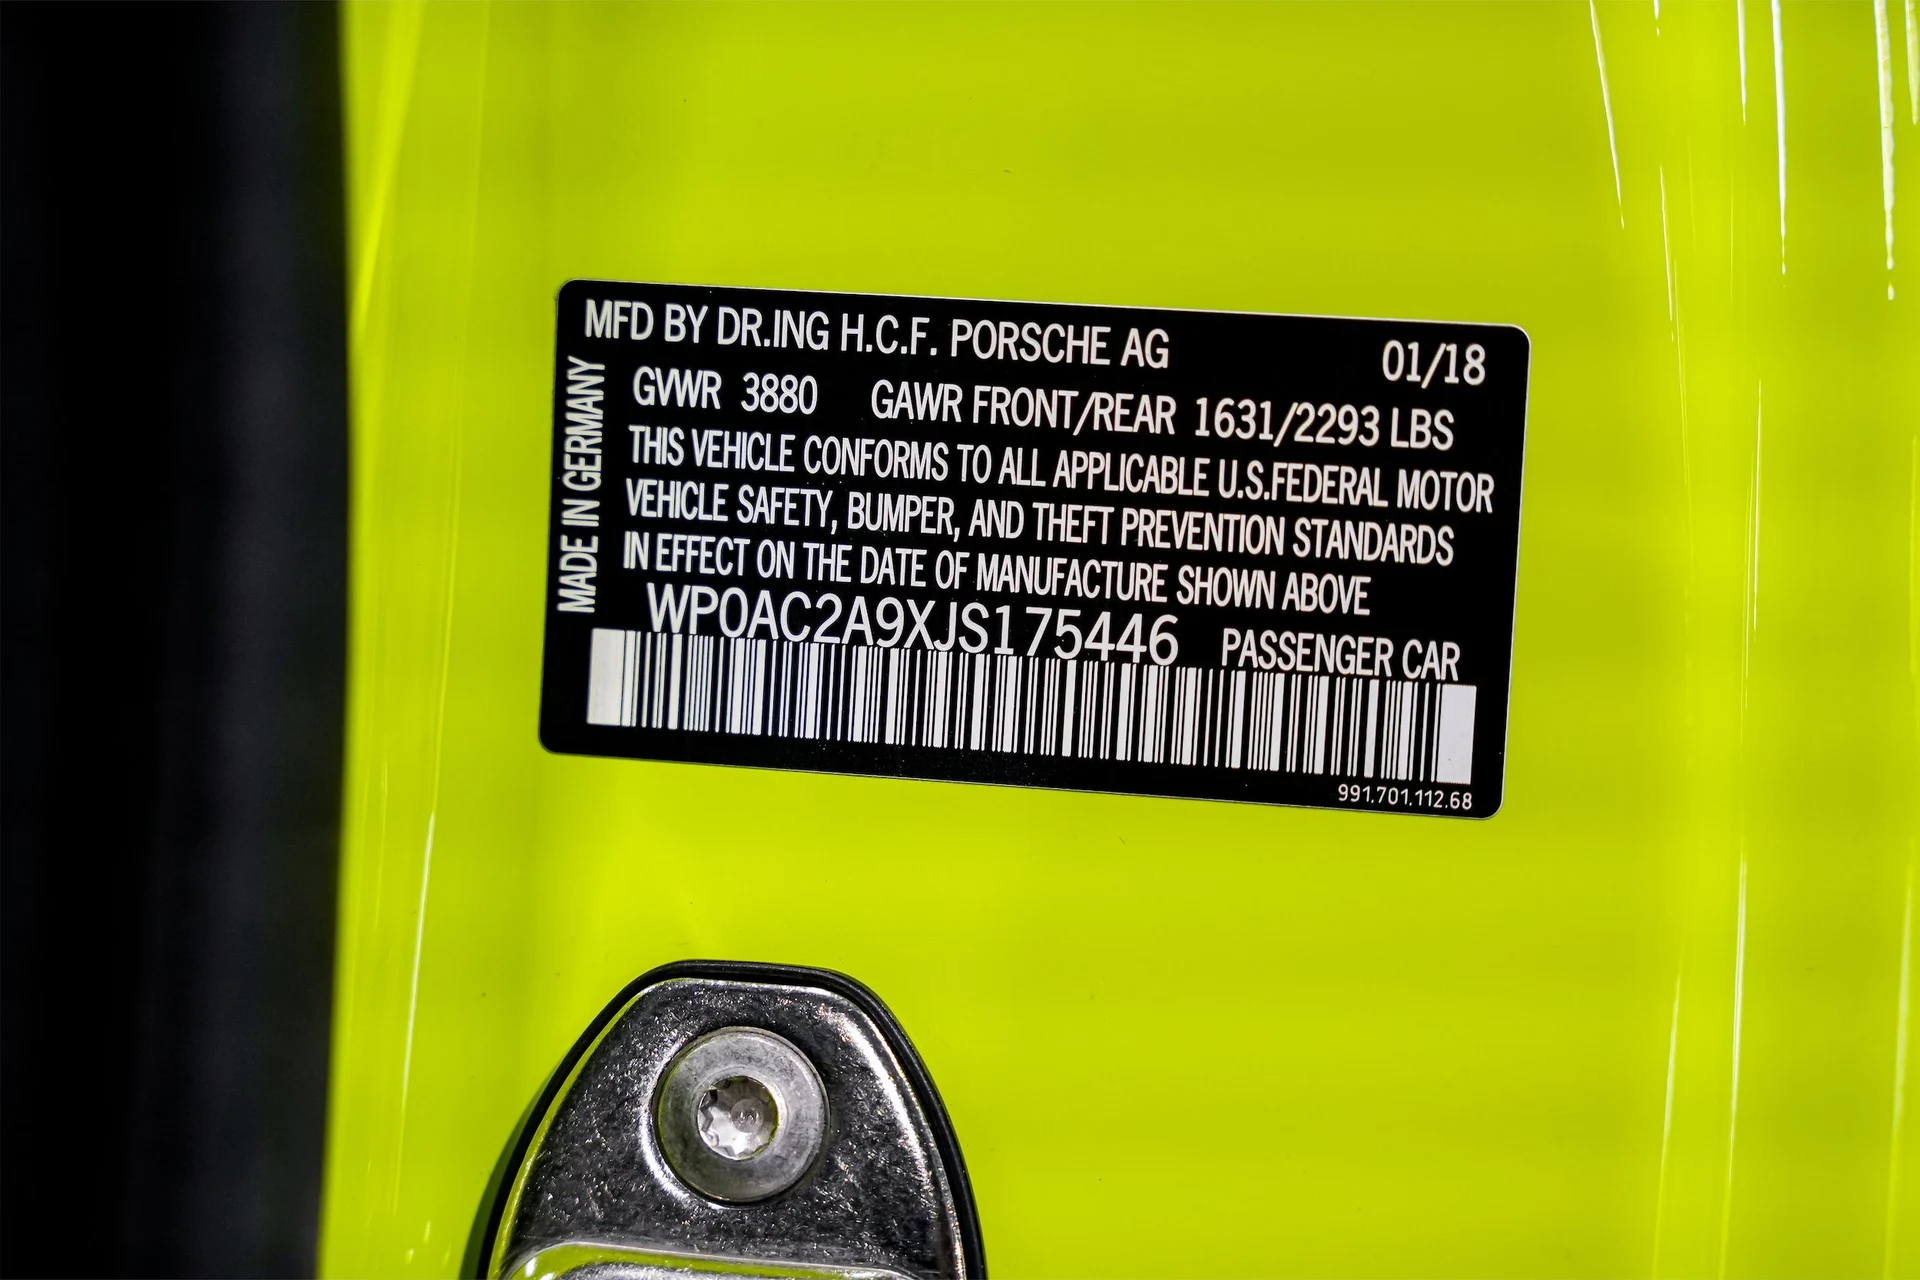 MFD BY DR.ING H.C.F. PORSCHE AG 01/18
GVWR 3880 GAWR FRONT/REAR 1631/2293 LBS
THIS VEHICLE CONFORMS TO ALL APPLICABLE U.S.FEDERAL MOTOR
VEHICLE SAFETY, BUMPER, AND THEFT PREVENTION STANDARDS
IN EFFECT ON THE DATE OF MANUFACTURE SHOWN ABOVE
WP0AC2A9XJS175446 PASSENGER CAR
991.701.112.68
MADE IN GERMANY